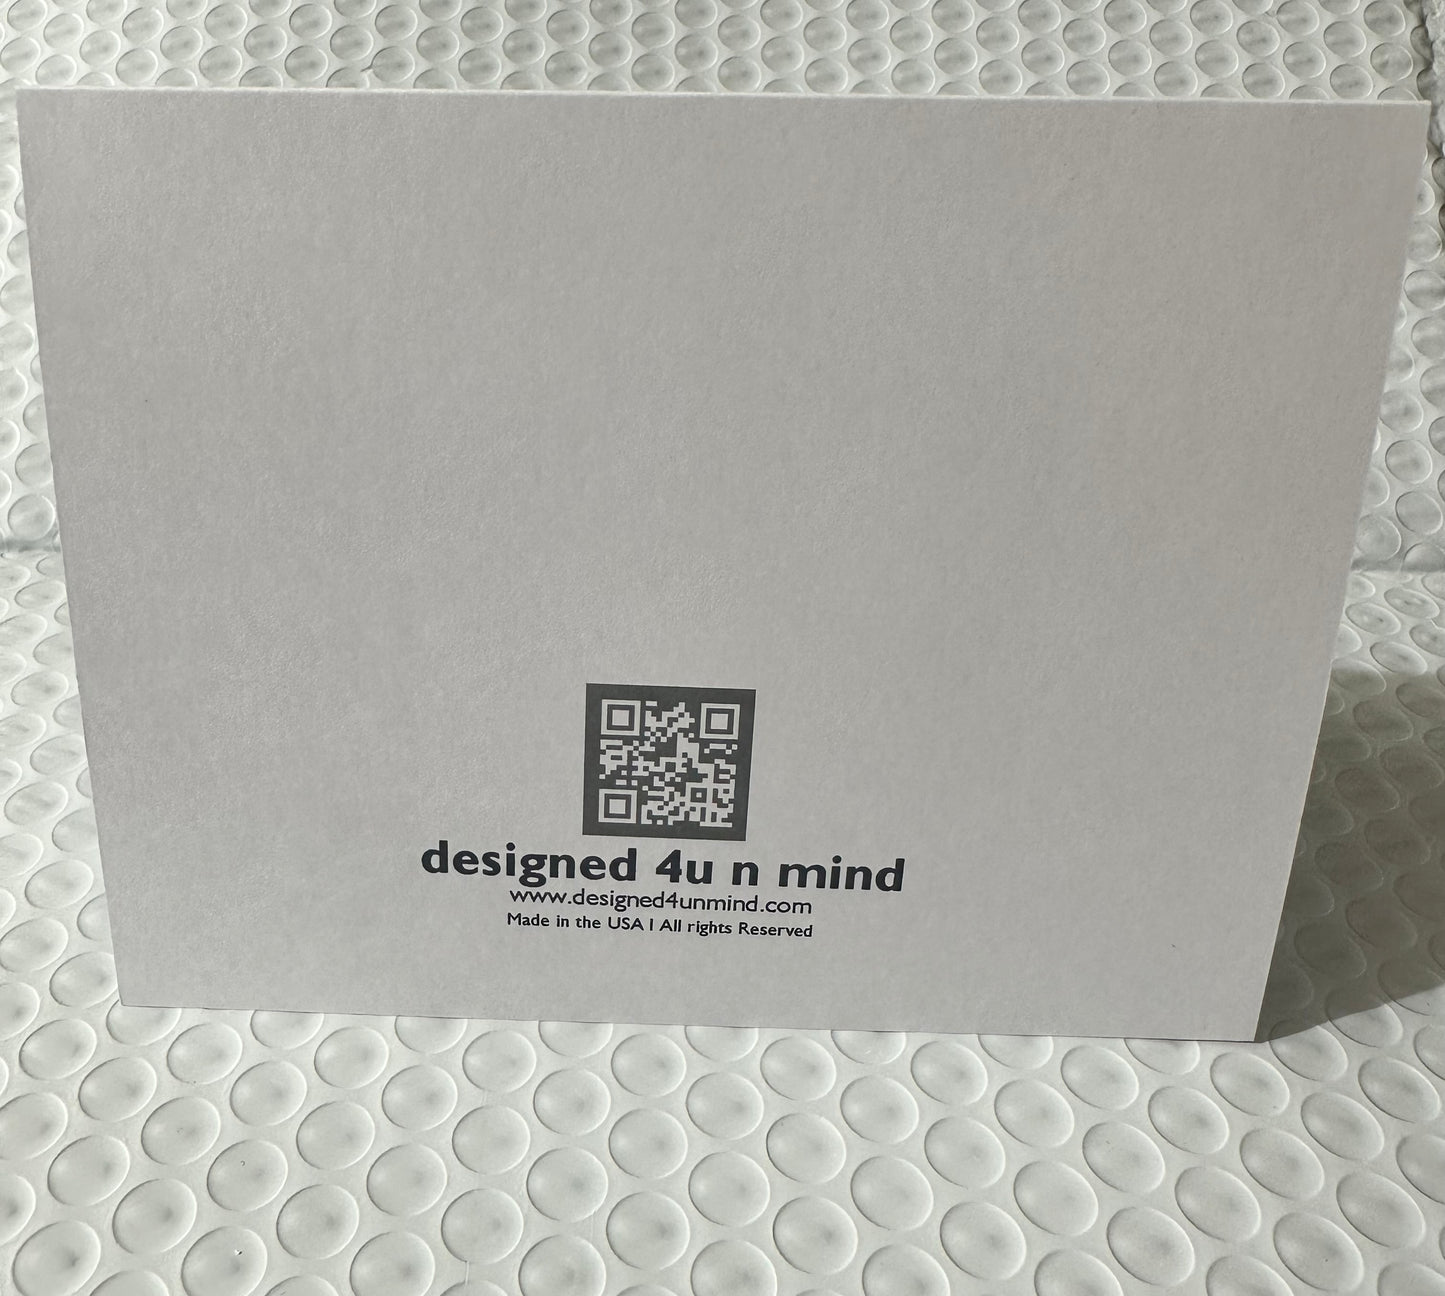 designed 4u n mind
www.designed4unmind.com
Made in the USA I All rights Reserved